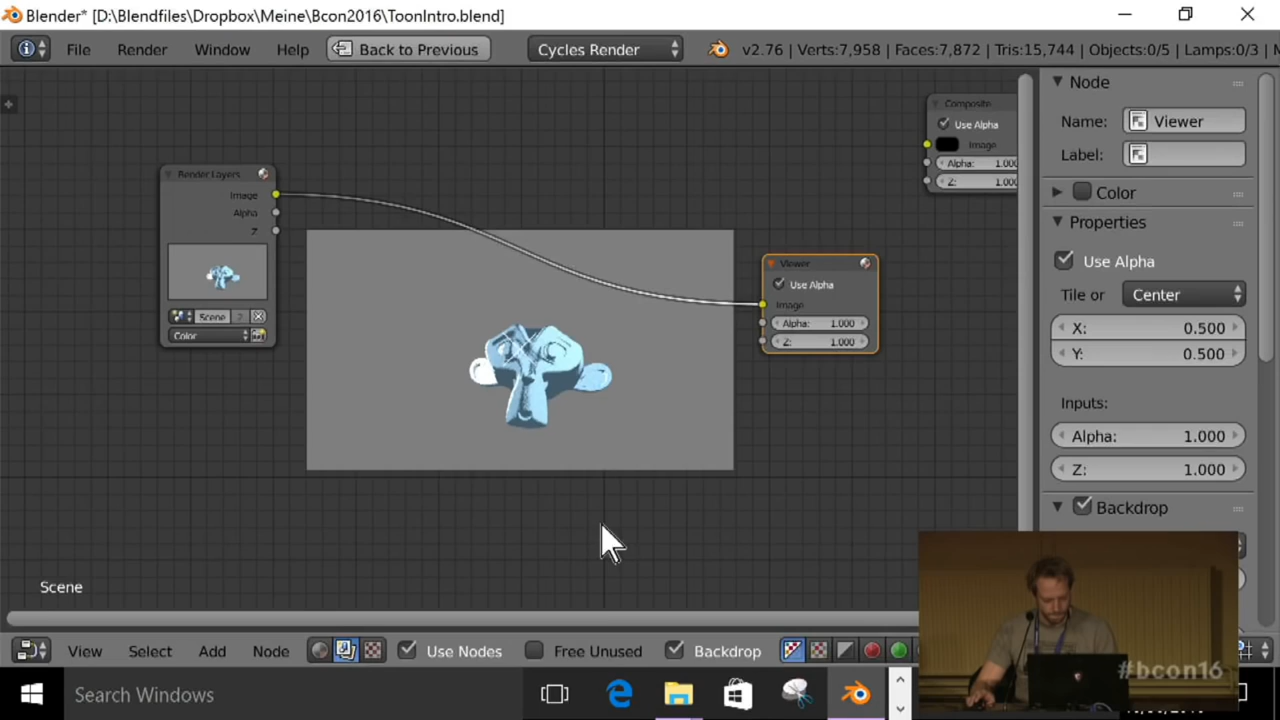 Blender* [D:\Blendfiles\Dropbox\Meine\Bcon2016\ToonIntro.blend]
File Render Window Help Back to Previous Cycles Render v2.76 | Verts:7,958 | Faces:7,872 | Tris:15,744 | Objects:0/5 | Lamps:0/3 |
Node
Name: Viewer
Label:
Color
Properties
Use Alpha
Tile or Center
X: 0.500
Y: 0.500
Inputs:
Alpha: 1.000
Z: 1.000
Backdrop
Composite
Use Alpha
Image
Alpha: 1.000
Z: 1.000
Render Layers
Image
Alpha
Z
Scene 2
Color
Viewer
Use Alpha
Image
Alpha: 1.000
Z: 1.000
Scene
View Select Add Node Use Nodes Free Unused Backdrop
Search Windows
#bcon16